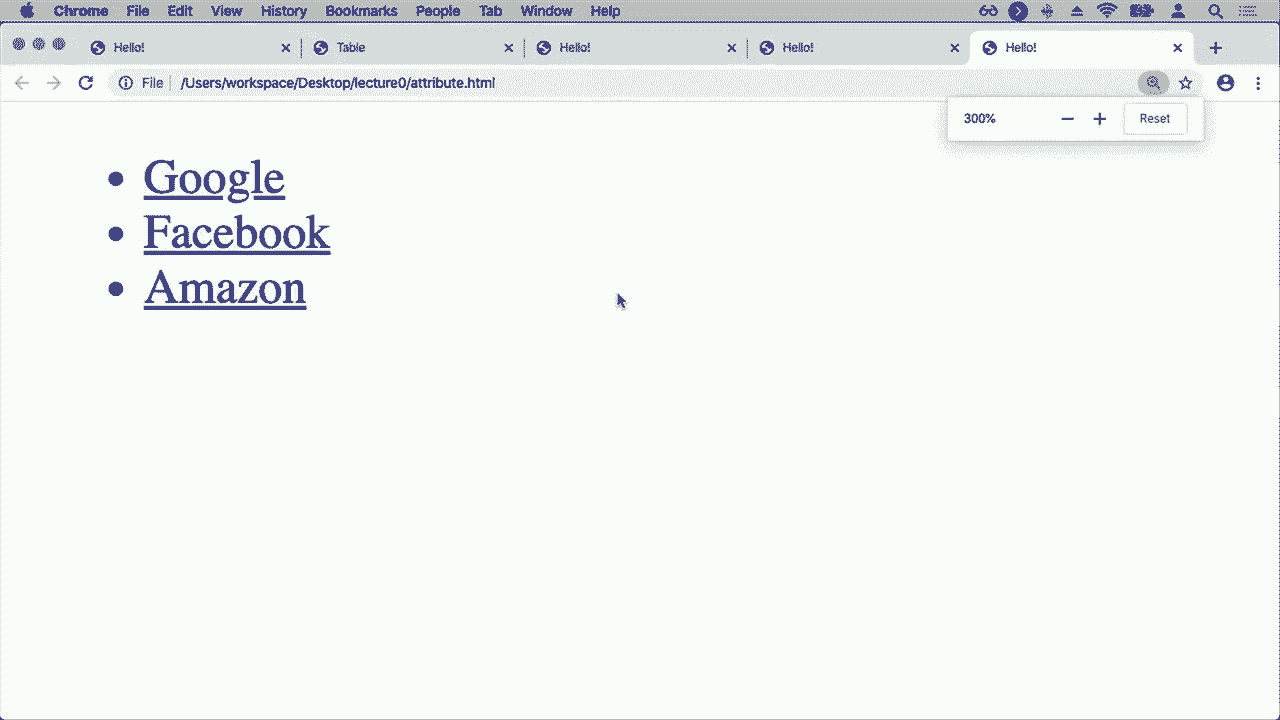 Chrome File Edit View History Bookmarks People Tab Window Help
Hello! Table Hello! Hello! Hello!
File /Users/workspace/Desktop/lecture0/attribute.html
300% Reset
Google
Facebook
Amazon